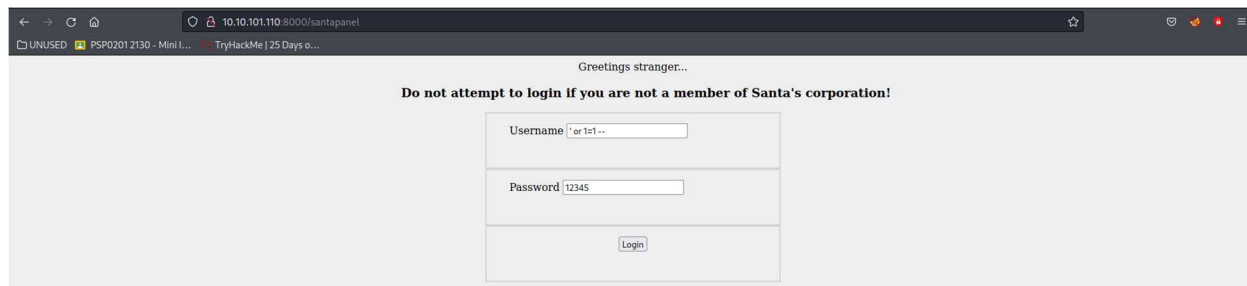 10.10.101.110:8000/santapanel
UNUSED PSP0201 2130 - Mini I... TryHackMe | 25 Days o...
Greetings stranger...
Do not attempt to login if you are not a member of Santa's corporation!
Username ' or 1=1 --
Password 12345
Login